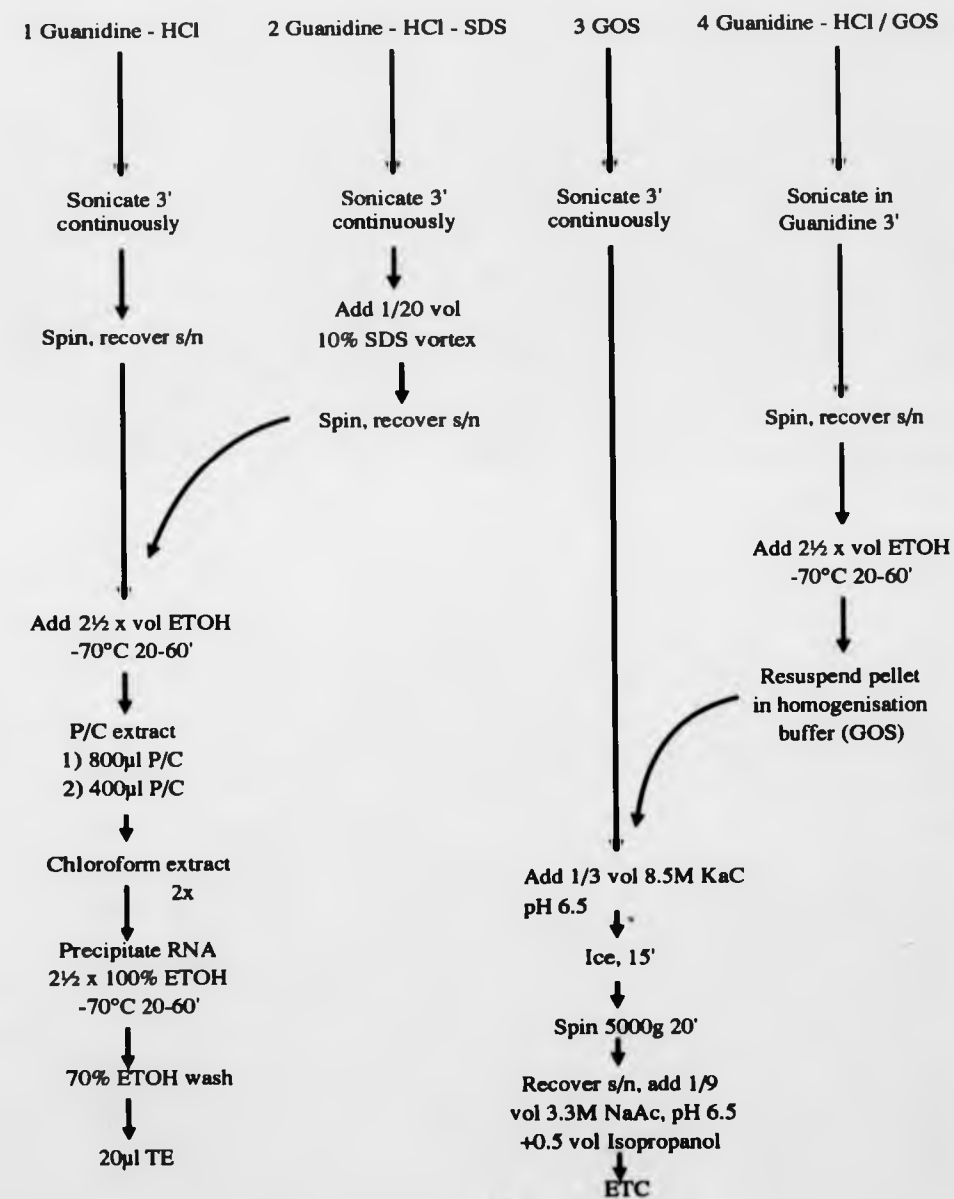 1 Guanidine - HCl
Sonicate 3'
continuously
Spin, recover s/n
Add 2½ x vol ETOH
-70°C 20-60'
P/C extract
1) 800µl P/C
2) 400µl P/C
Chloroform extract
2x
Precipitate RNA
2½ x 100% ETOH
-70°C 20-60'
70% ETOH wash
20µl TE
2 Guanidine - HCl - SDS
Sonicate 3'
continuously
Add 1/20 vol
10% SDS vortex
Spin, recover s/n
3 GOS
Sonicate 3'
continuously
Add 1/3 vol 8.5M KaC
pH 6.5
Ice, 15'
Spin 5000g 20'
Recover s/n, add 1/9
vol 3.3M NaAc, pH 6.5
+0.5 vol Isopropanol
ETC
4 Guanidine - HCl / GOS
Sonicate in
Guanidine 3'
Spin, recover s/n
Add 2½ x vol ETOH
-70°C 20-60'
Resuspend pellet
in homogenisation
buffer (GOS)